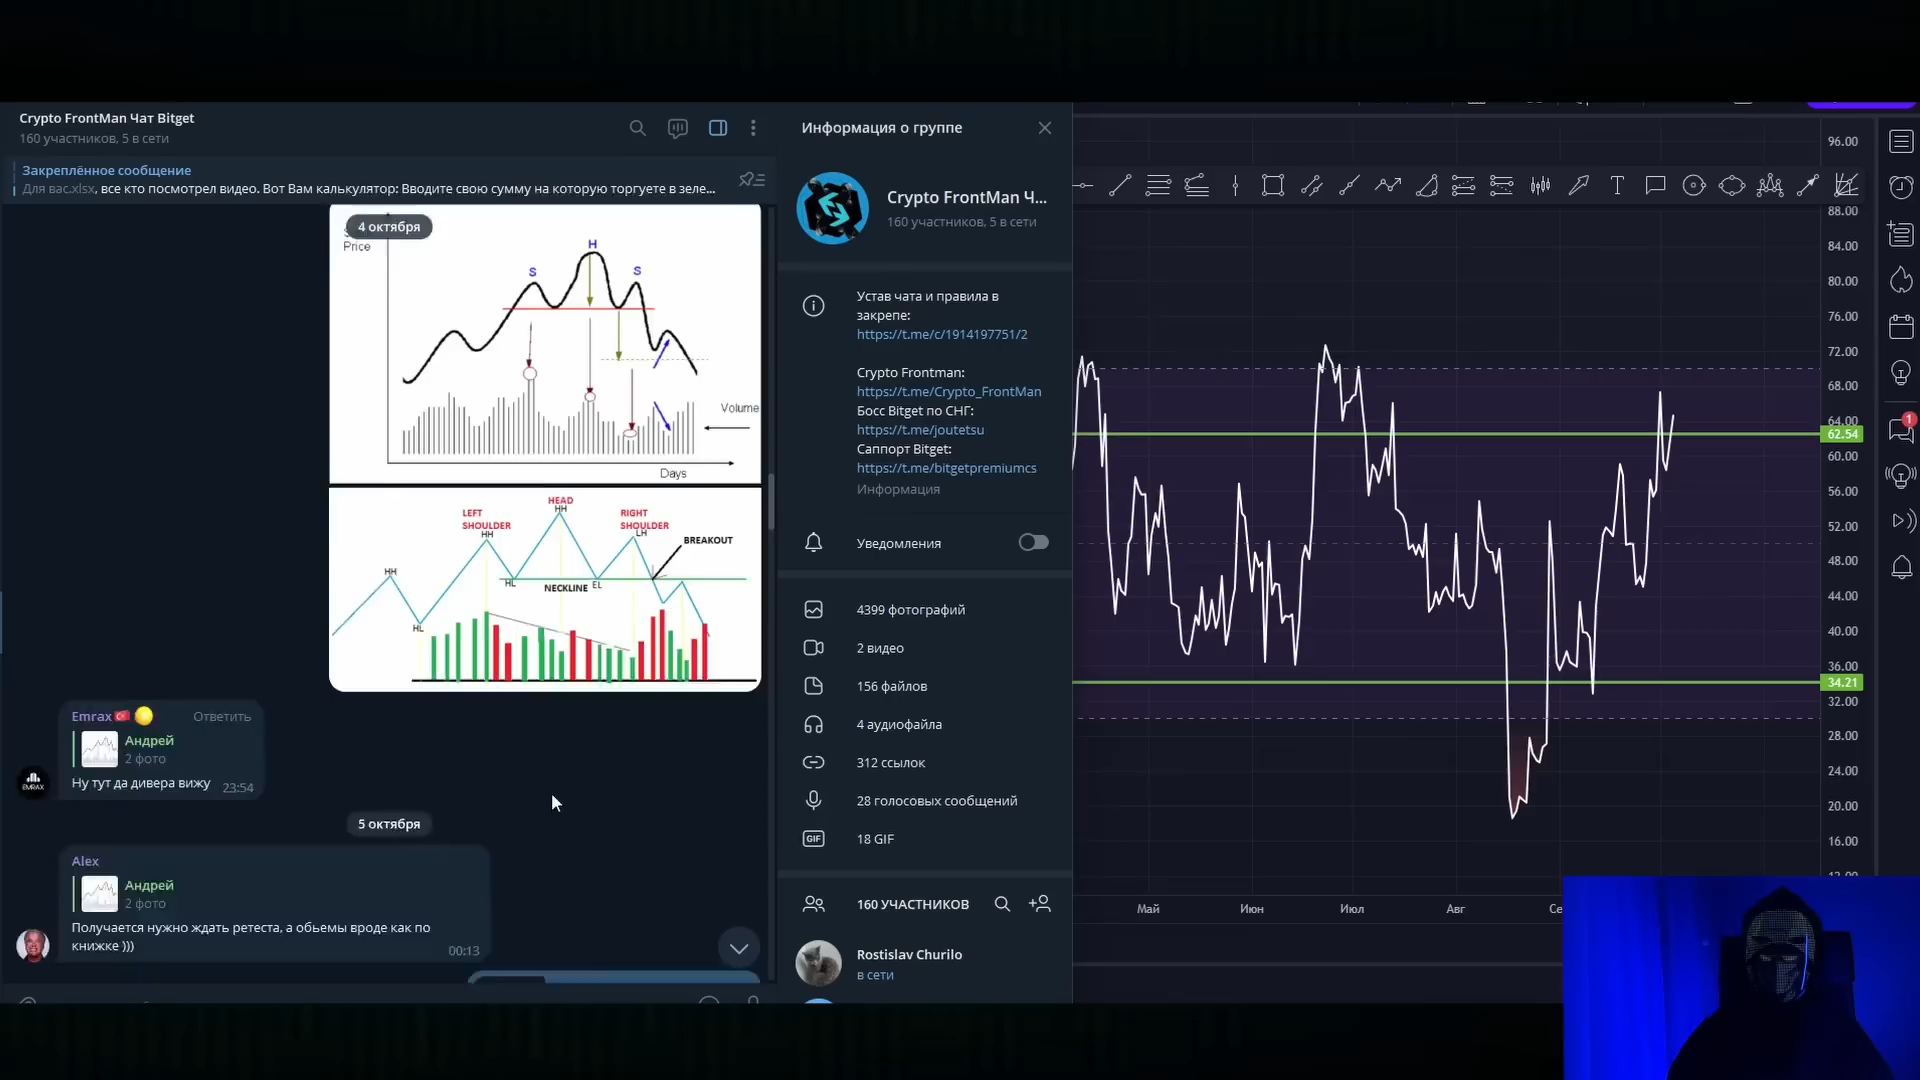 Crypto FrontMan Чат Bitget
160 участников, 5 в сети
Закреплённое сообщение
Для вас.xlsx, все кто посмотрел видео. Вот Вам калькулятор: Вводите свою сумму на которую торгуете в зеле...
4 октября
Price
H
S
S
Volume
Days
HEAD
HH
LEFT
SHOULDER
HH
RIGHT
SHOULDER
LH
BREAKOUT
HH
HL
NECKLINE
EL
HL
Emrax
Ответить
Андрей
2 фото
Ну тут да дивера вижу
23:54
EMRAX
5 октября
Alex
Андрей
2 фото
Получается нужно ждать ретеста, а обьемы вроде как по
книжке )))
00:13
Информация о группе
Crypto FrontMan Ч...
160 участников, 5 в сети
Устав чата и правила в
закрепе:
https://t.me/c/1914197751/2
Crypto Frontman:
https://t.me/Crypto_FrontMan
Босс Bitget по СНГ:
https://t.me/joutetsu
Саппорт Bitget:
https://t.me/bitgetpremiumcs
Информация
Уведомления
4399 фотографий
2 видео
156 файлов
4 аудиофайла
312 ссылок
28 голосовых сообщений
GIF
18 GIF
160 УЧАСТНИКОВ
Rostislav Churilo
в сети
T
96.00
88.00
84.00
80.00
76.00
72.00
68.00
64.00
62.54
60.00
56.00
52.00
48.00
44.00
40.00
36.00
34.21
32.00
28.00
24.00
20.00
16.00
Май
Июн
Июл
Авг
1